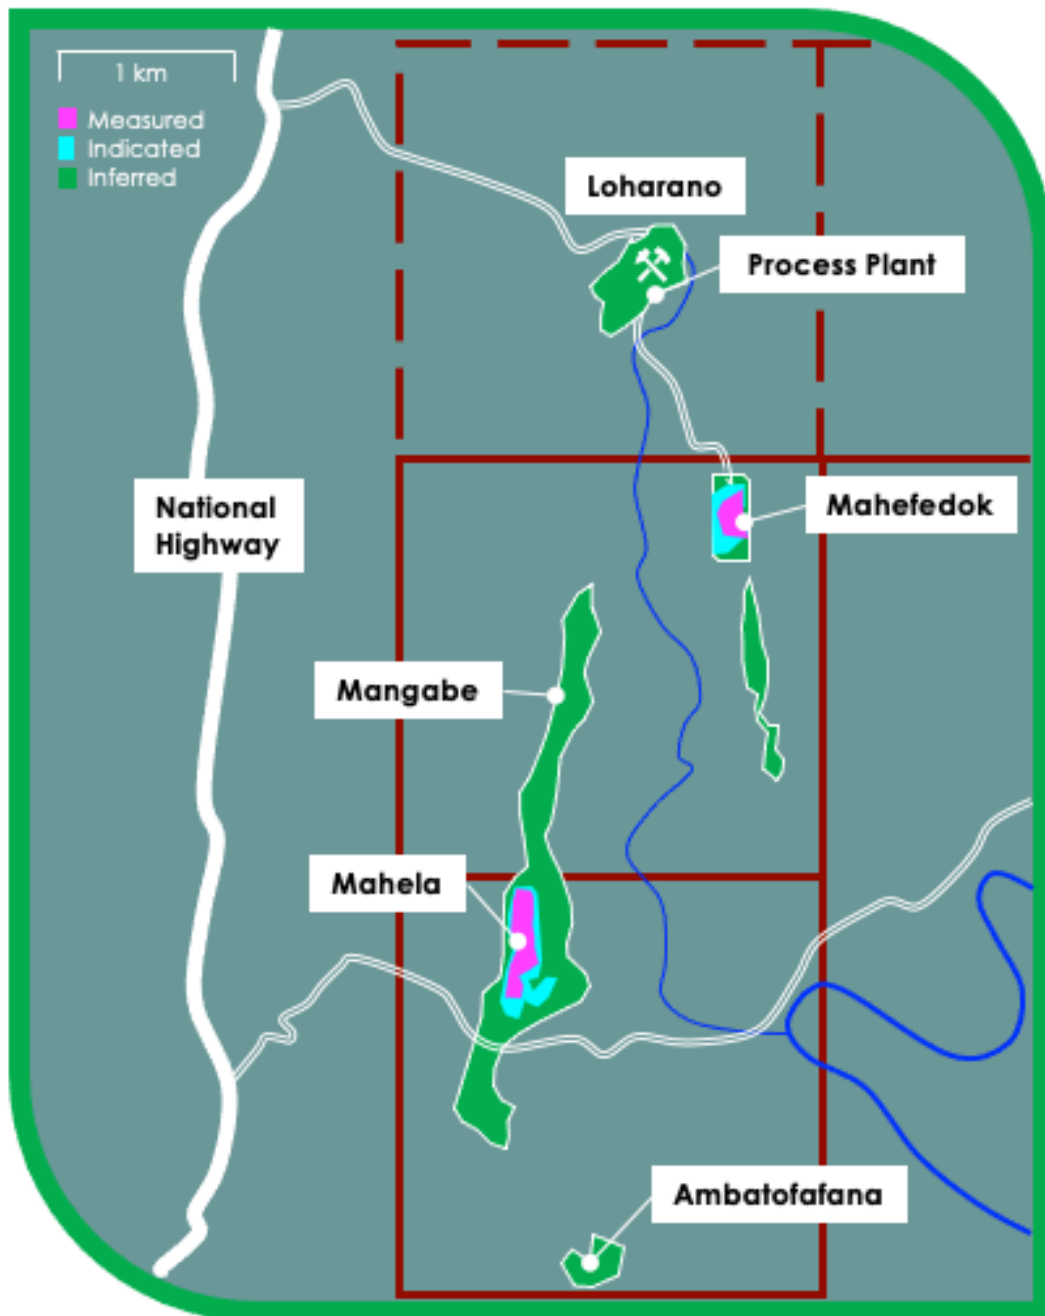 1 km
Measured
Indicated
Inferred
Loharano
Process Plant
National
Highway
Mahefedok
Mangabe
Mahela
Ambatofafana